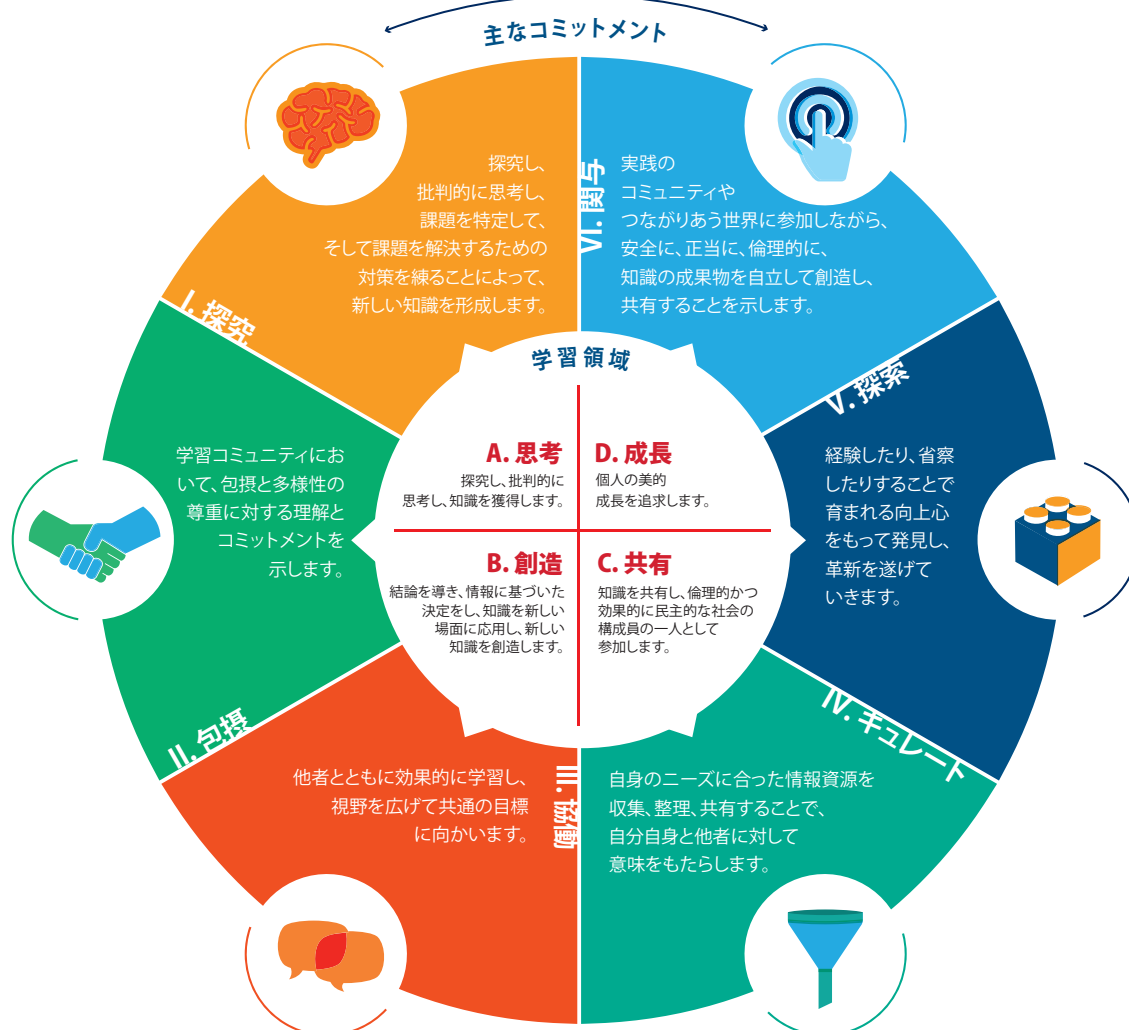 主なコミットメント
I. 探究
探究し、
批判的に思考し、
課題を特定して、
そして課題を解決するための
対策を練ることによって、
新しい知識を形成します。
VI. 関与
実践の
コミュニティや
つながりあう世界に参加しながら、
安全に、正当に、倫理的に、
知識の成果物を自立して創造し、
共有することを示します。
V. 探索
経験したり、省察
したりすることで
育まれる向上心
をもって発見し、
革新を遂げて
いきます。
IV. キュレート
自身のニーズに合った情報資源を
収集、整理、共有することで、
自分自身と他者に対して
意味をもたらします。
III. 協働
他者とともに効果的に学習し、
視野を広げて共通の目標
に向かいます。
II. 包摂
学習コミュニティにお
いて、包摂と多様性の
尊重に対する理解と
コミットメントを
示します。
学習領域
A. 思考
探究し、批判的に
思考し、知識を獲得します。
B. 創造
結論を導き、情報に基づいた
決定をし、知識を新しい
場面に応用し、新しい
知識を創造します。
C. 共有
知識を共有し、倫理的かつ
効果的に民主的な社会の
構成員の一人として
参加します。
D. 成長
個人の美的
成長を追求します。